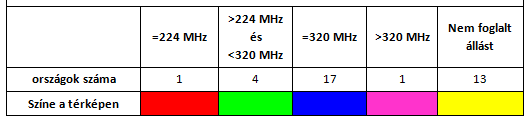 =224 MHz
>224 MHz
és
<320 MHz
=320 MHz
>320 MHz
Nem foglalt
állást
országok száma 1 4 17 1 13
Színe a térképen